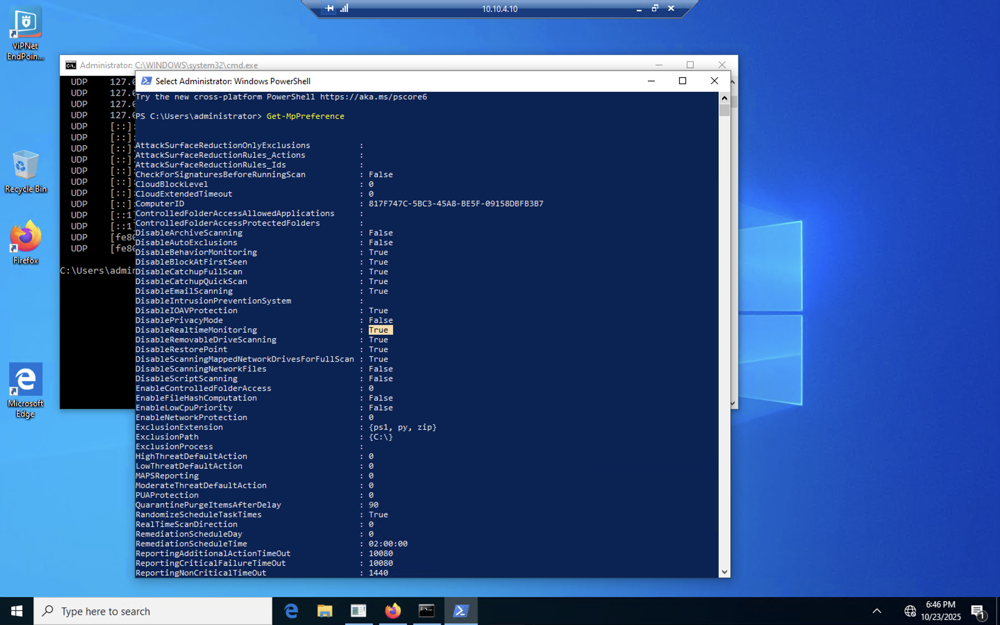 10.10.4.10
ViPNet
EndPoin...
Recycle Bin
Firefox
Microsoft
Edge
Administrator: C:\WINDOWS\system32\cmd.exe
UDP 127.0
UDP 127.0
UDP 127.0
UDP 127.0
UDP [::]:
UDP [::]:
UDP [::]:
UDP [::]:
UDP [::]:
UDP [::]:
UDP [::]:
UDP [::]:
UDP [::1]
UDP [::1]
UDP [fe80
UDP [fe80
C:\Users\admin
Select Administrator: Windows PowerShell
Try the new cross-platform PowerShell https://aka.ms/pscore6
PS C:\Users\administrator> Get-MpPreference
AttackSurfaceReductionOnlyExclusions :
AttackSurfaceReductionRules_Actions :
AttackSurfaceReductionRules_Ids :
CheckForSignaturesBeforeRunningScan : False
CloudBlockLevel : 0
CloudExtendedTimeout : 0
ComputerID : 817F747C-5BC3-45A8-BE5F-09158DBFB3B7
ControlledFolderAccessAllowedApplications :
ControlledFolderAccessProtectedFolders :
DisableArchiveScanning : False
DisableAutoExclusions : False
DisableBehaviorMonitoring : True
DisableBlockAtFirstSeen : True
DisableCatchupFullScan : True
DisableCatchupQuickScan : True
DisableEmailScanning : True
DisableIntrusionPreventionSystem :
DisableIOAVProtection : True
DisablePrivacyMode : False
DisableRealtimeMonitoring : True
DisableRemovableDriveScanning : True
DisableRestorePoint : True
DisableScanningMappedNetworkDrivesForFullScan : True
DisableScanningNetworkFiles : False
DisableScriptScanning : False
EnableControlledFolderAccess : 0
EnableFileHashComputation : False
EnableLowCpuPriority : False
EnableNetworkProtection : 0
ExclusionExtension : {ps1, py, zip}
ExclusionPath : {C:\}
ExclusionProcess :
HighThreatDefaultAction : 0
LowThreatDefaultAction : 0
MAPSReporting : 0
ModerateThreatDefaultAction : 0
PUAProtection : 0
QuarantinePurgeItemsAfterDelay : 90
RandomizeScheduleTaskTimes : True
RealTimeScanDirection : 0
RemediationScheduleDay : 0
RemediationScheduleTime : 02:00:00
ReportingAdditionalActionTimeOut : 10080
ReportingCriticalFailureTimeOut : 10080
ReportingNonCriticalTimeOut : 1440
Type here to search
6:46 PM
10/23/2025
1